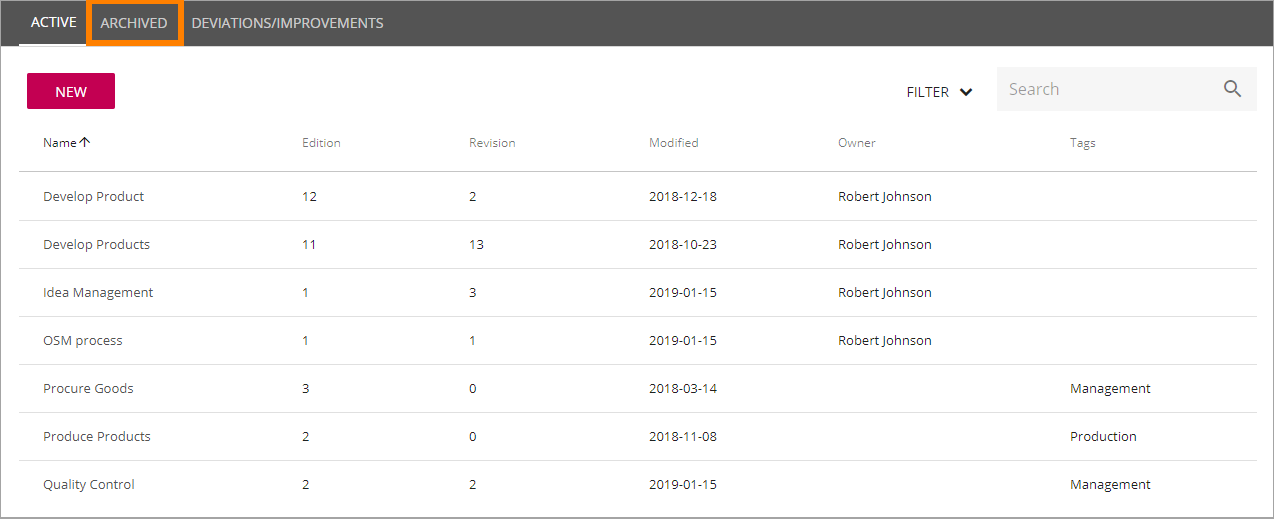 ACTIVE ARCHIVED DEVIATIONS/IMPROVEMENTS
NEW FILTER Search
Name Edition Revision Modified Owner Tags
Develop Product 12 2 2018-12-18 Robert Johnson
Develop Products 11 13 2018-10-23 Robert Johnson
Idea Management 1 3 2019-01-15 Robert Johnson
OSM process 1 1 2019-01-15 Robert Johnson
Procure Goods 3 0 2018-03-14 Management
Produce Products 2 0 2018-11-08 Production
Quality Control 2 2 2019-01-15 Management